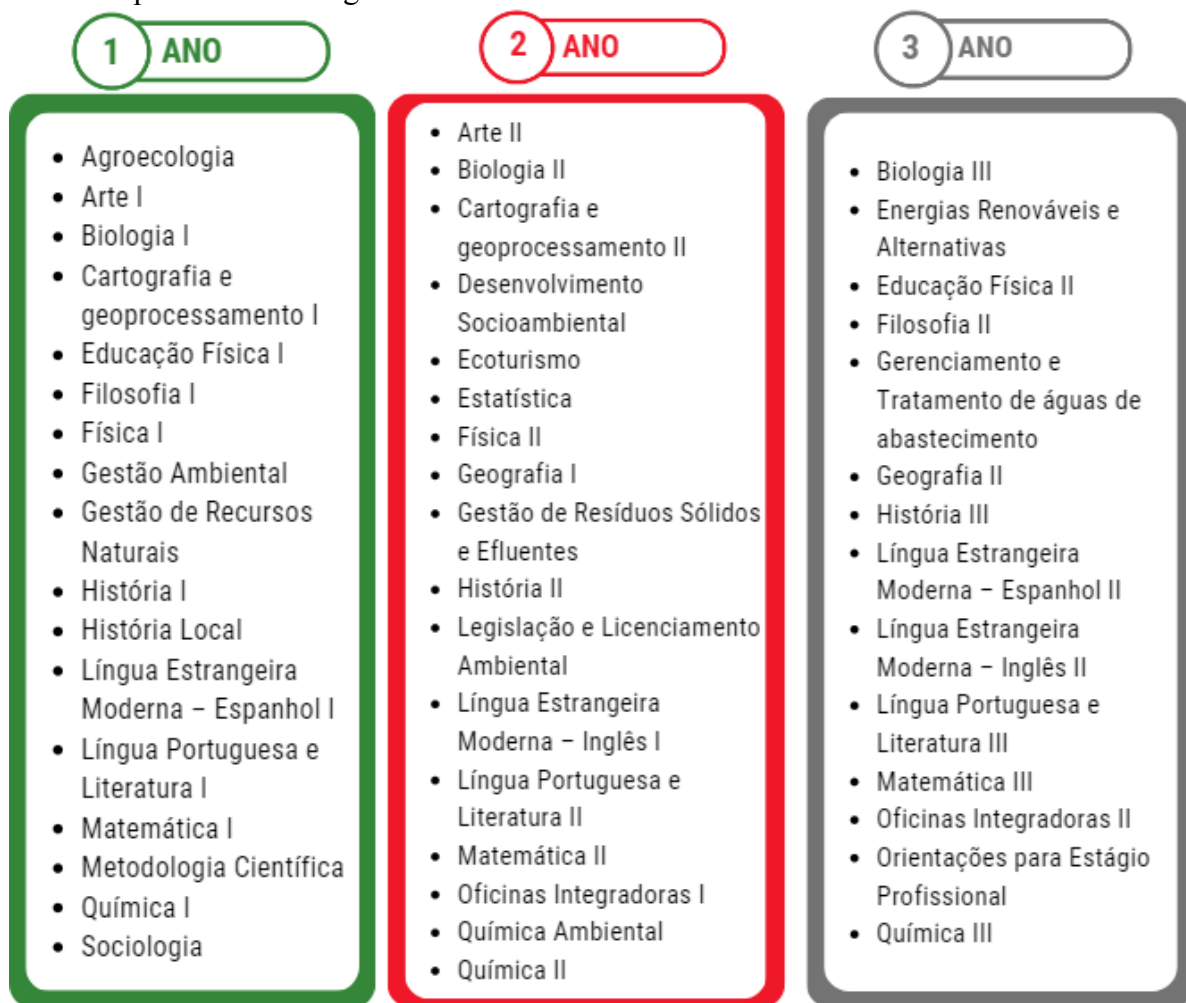 1 ANO
• Agroecologia
• Arte I
• Biologia I
• Cartografia e
geoprocessamento I
• Educação Física I
• Filosofia I
• Física I
• Gestão Ambiental
• Gestão de Recursos
Naturais
• História I
• História Local
• Língua Estrangeira
Moderna – Espanhol I
• Língua Portuguesa e
Literatura I
• Matemática I
• Metodologia Científica
• Química I
• Sociologia
2 ANO
• Arte II
• Biologia II
• Cartografia e
geoprocessamento II
• Desenvolvimento
Socioambiental
• Ecoturismo
• Estatística
• Física II
• Geografia I
• Gestão de Resíduos Sólidos
e Efluentes
• História II
• Legislação e Licenciamento
Ambiental
• Língua Estrangeira
Moderna – Inglês I
• Língua Portuguesa e
Literatura II
• Matemática II
• Oficinas Integradoras I
• Química Ambiental
• Química II
3 ANO
• Biologia III
• Energias Renováveis e
Alternativas
• Educação Física II
• Filosofia II
• Gerenciamento e
Tratamento de águas de
abastecimento
• Geografia II
• História III
• Língua Estrangeira
Moderna – Espanhol II
• Língua Estrangeira
Moderna – Inglês II
• Língua Portuguesa e
Literatura III
• Matemática III
• Oficinas Integradoras II
• Orientações para Estágio
Profissional
• Química III